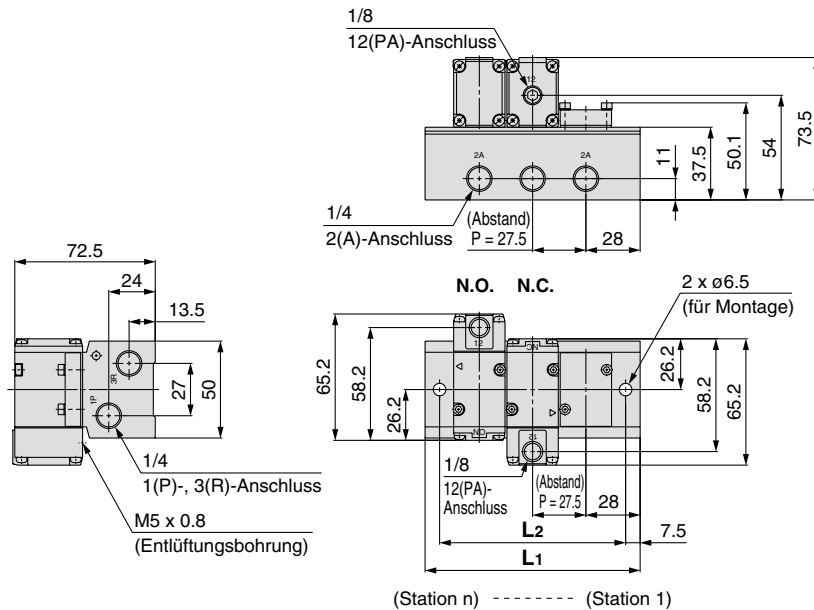 1/8
12(PA)-Anschluss
12
2A
2A
1/4
2(A)-Anschluss
(Abstand)
P = 27.5
28
11
37.5
50.1
54
73.5
72.5
24
13.5
3R
1P
27
50
1/4
1(P)-, 3(R)-Anschluss
M5 x 0.8
(Entlüftungsbohrung)
N.O.
N.C.
2 x ø6.5
(für Montage)
65.2
58.2
26.2
12
NO
NC
12
26.2
58.2
65.2
1/8
12(PA)-
Anschluss
(Abstand)
P = 27.5
28
L2
7.5
L1
(Station n) -------- (Station 1)